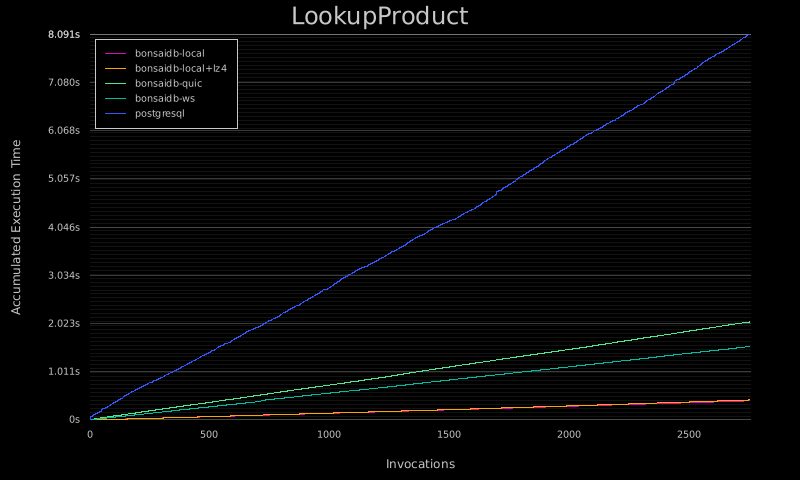 LookupProduct
8.091s
bonsaidb-local
bonsaidb-local+lz4
7.080s
bonsaidb-quic
bonsaidb-ws
postgresql
6.068s
5.057s
4.046s
3.034s
2.023s
1.011s
0s
Accumulated Execution Time
0 500 1000 1500 2000 2500
Invocations